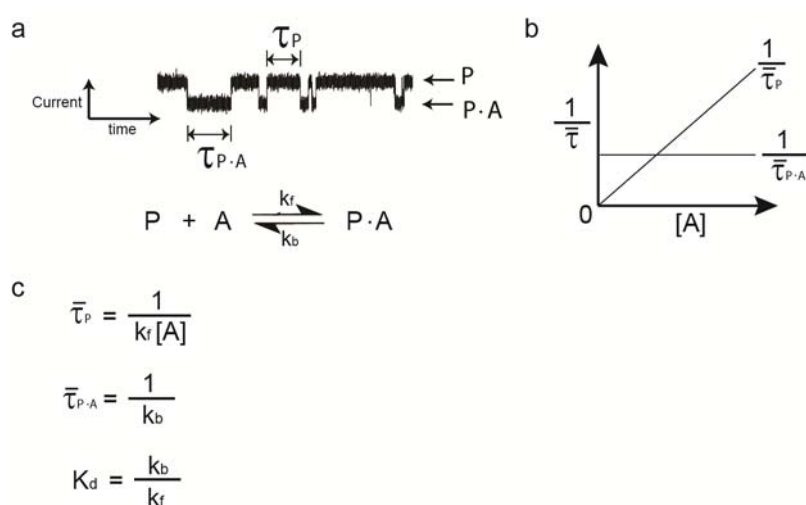 a
τP
P
Current
P·A
time
τP·A
kf
P + A ⇌ P·A
kb
b
1/τ̄P
1/τ̄
1/τ̄P·A
0
[A]
c
τ̄P = 1/kf [A]
τ̄P·A = 1/kb
Kd = kb/kf